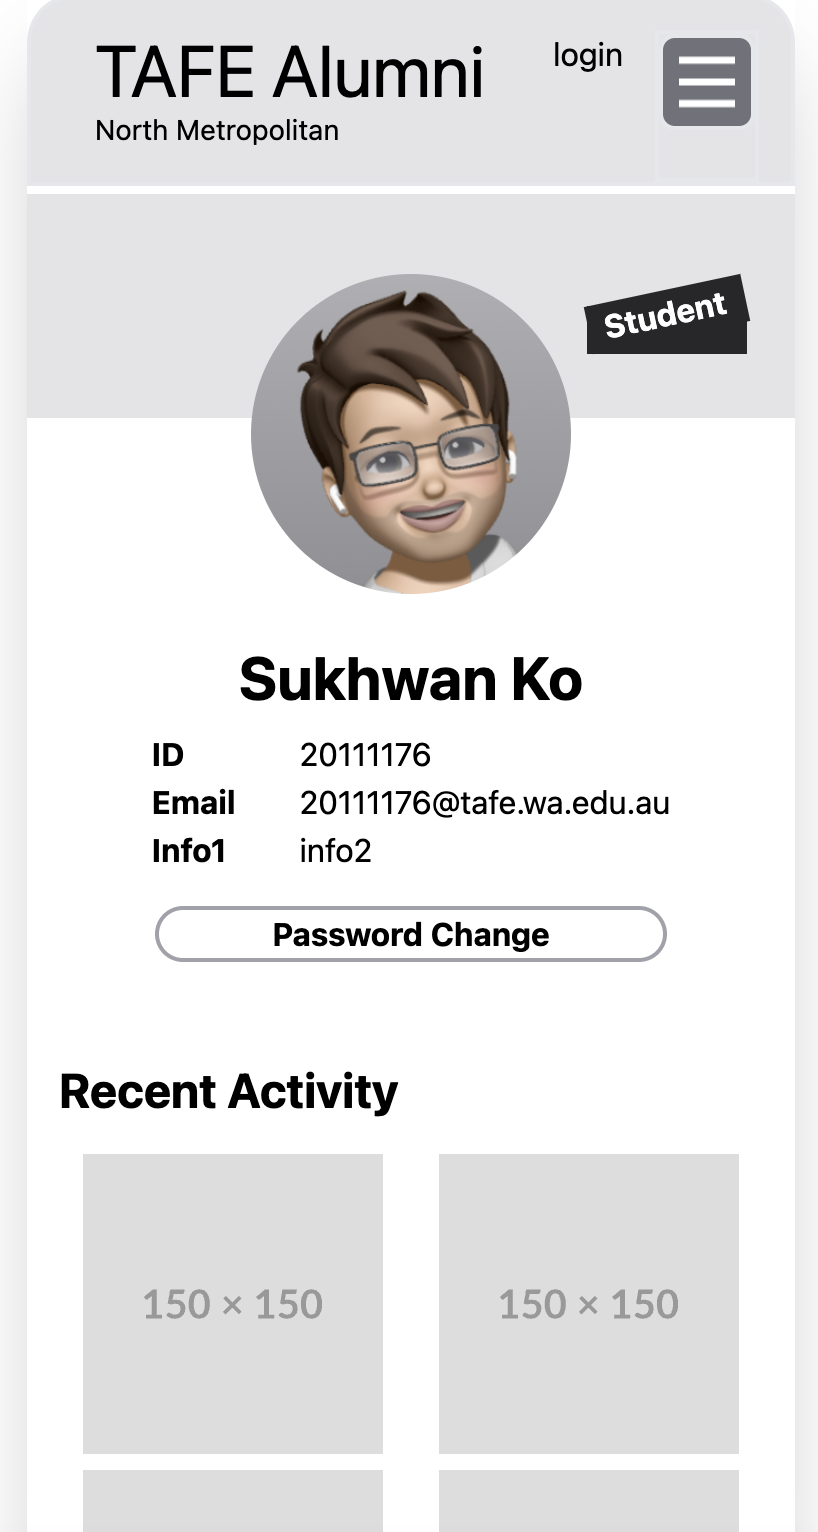 TAFE Alumni
login
North Metropolitan
Student
Sukhwan Ko
ID 20111176
Email 20111176@tafe.wa.edu.au
Info1 info2
Password Change
Recent Activity
150 × 150 150 × 150